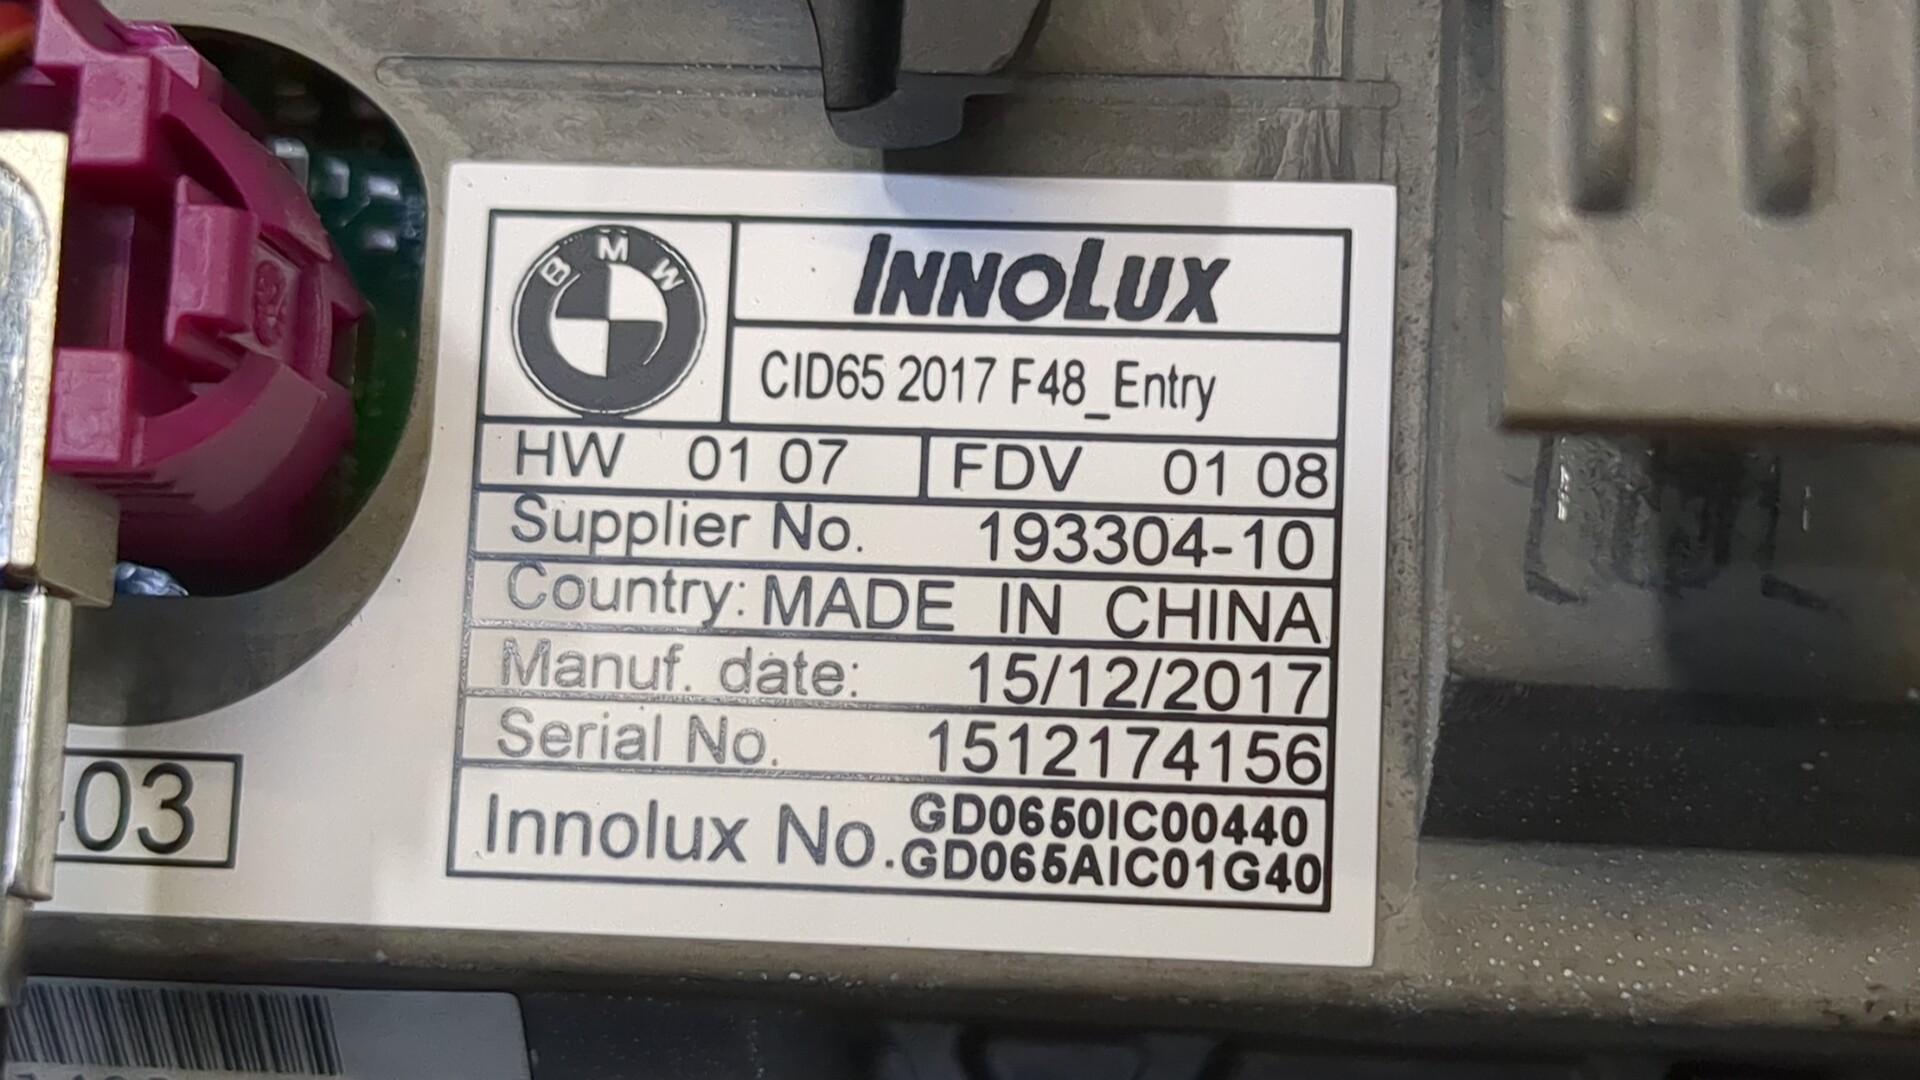 BMW
INNOLUX
CID65 2017 F48_Entry
HW 01 07 FDV 01 08
Supplier No. 193304-10
Country: MADE IN CHINA
Manuf. date: 15/12/2017
Serial No. 1512174156
Innolux No. GD0650IC00440
GD065AIC01G40
-03